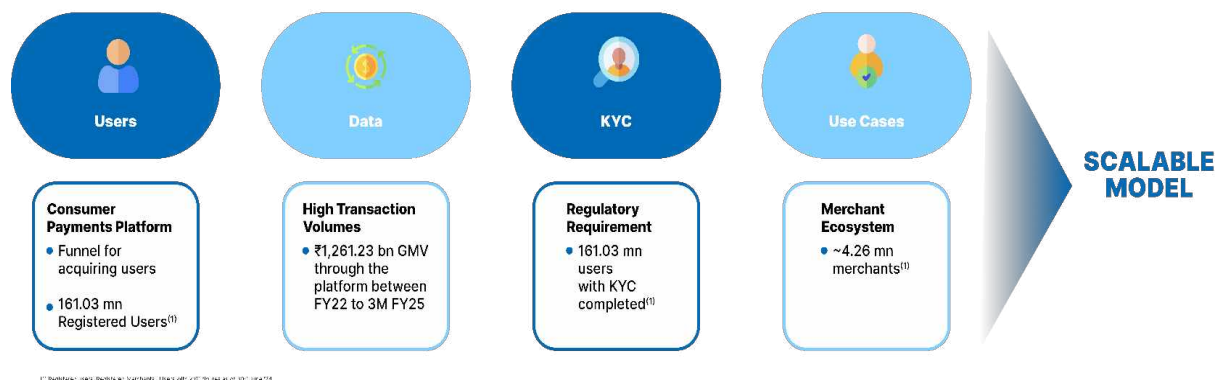 Users
Data
KYC
Use Cases
SCALABLE
MODEL
Consumer
Payments Platform
Funnel for
acquiring users
161.03 mn
Registered Users(1)
High Transaction
Volumes
₹1,261.23 bn GMV
through the
platform between
FY22 to 3M FY25
Regulatory
Requirement
161.03 mn
users
with KYC
completed(1)
Merchant
Ecosystem
~4.26 mn
merchants(1)